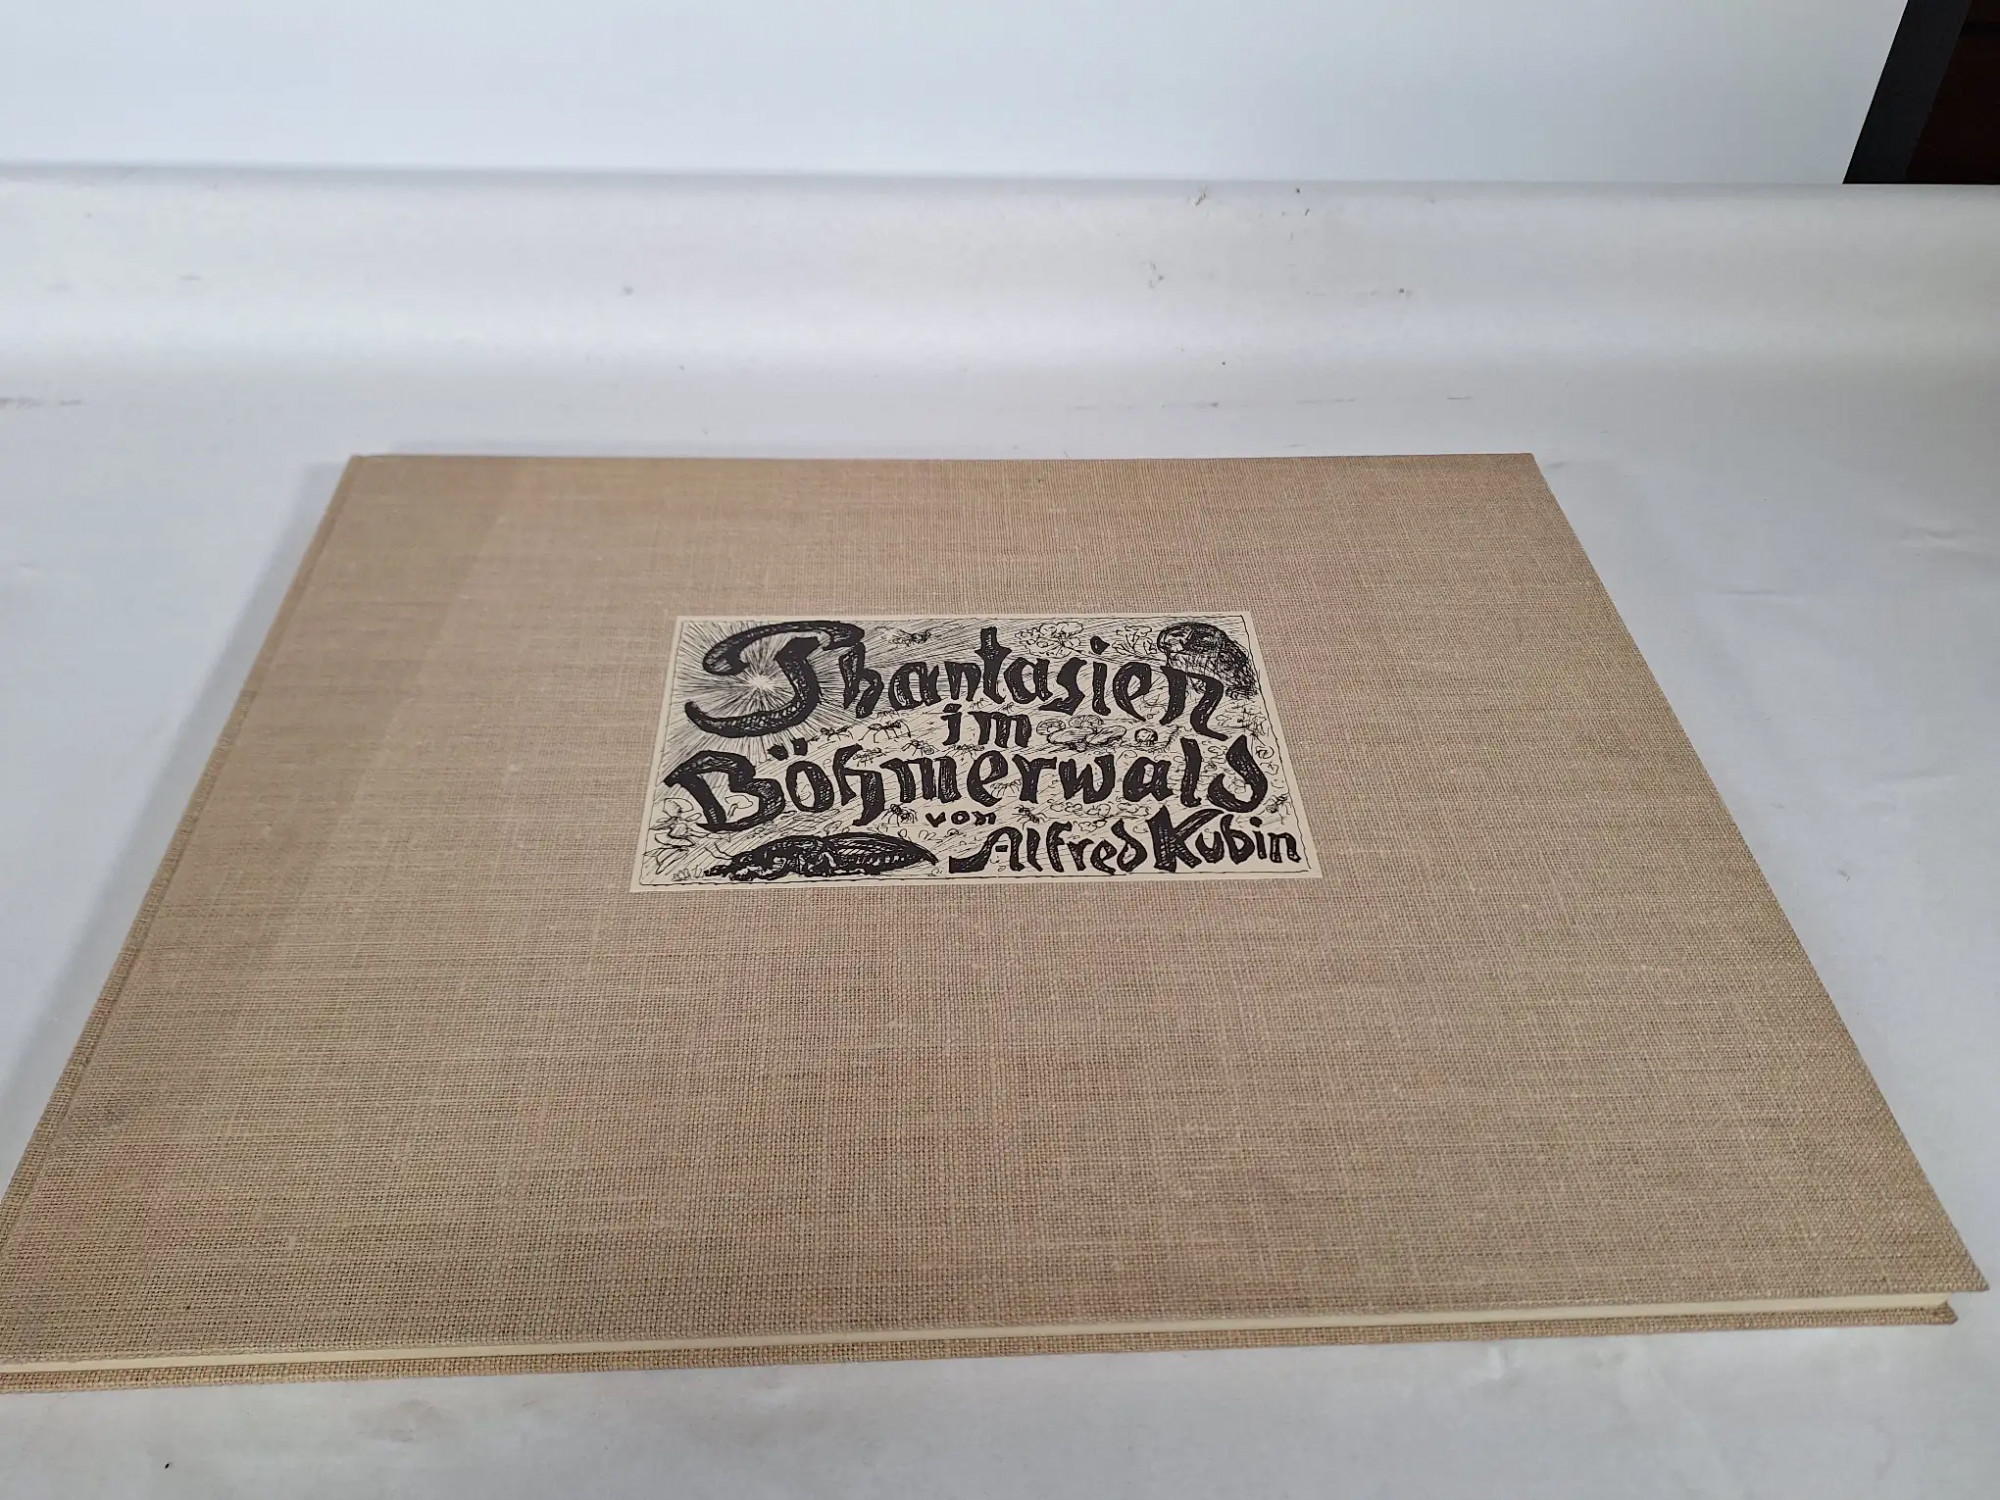 Phantasien
im
Böhmerwald
von
Alfred Kubin